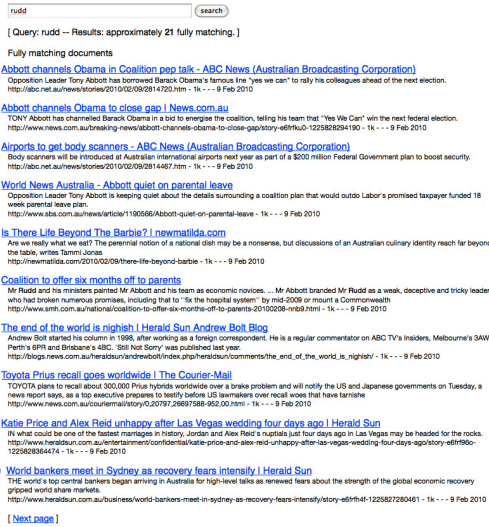 rudd search
[ Query: rudd -- Results: approximately 21 fully matching. ]
Fully matching documents
Abbott channels Obama in Coalition pep talk - ABC News (Australian Broadcasting Corporation)
Opposition Leader Tony Abbott has borrowed Barack Obama's famous line "yes we can" to rally his colleagues ahead of the next election.
http://abc.net.au/news/stories/2010/02/09/2814720.htm - 1k - - - 9 Feb 2010
Abbott channels Obama to close gap | News.com.au
TONY Abbott has channelled Barack Obama in a bid to energise the coalition, telling his team that "Yes We Can" win the next federal election.
http://www.news.com.au/breaking-news/abbott-channels-obama-to-close-gap/story-e6frfku0-1225828294190 - 1k - - - 9 Feb 2010
Airports to get body scanners - ABC News (Australian Broadcasting Corporation)
Body scanners will be introduced at Australian international airports next year as part of a $200 million Federal Government plan to boost security.
http://abc.net.au/news/stories/2010/02/09/2814467.htm - 1k - - - 9 Feb 2010
World News Australia - Abbott quiet on parental leave
Opposition Leader Tony Abbott is keeping quiet about the details surrounding a coalition plan that would outdo Labor's promised taxpayer funded 18
week parental leave plan.
http://www.sbs.com.au/news/article/1190566/Abbott-quiet-on-parental-leave - 1k - - - 9 Feb 2010
Is There Life Beyond The Barbie? | newmatilda.com
Are we really what we eat? The perennial notion of a national dish may be a nonsense, but discussions of an Australian culinary identity reach far beyond
the table, writes Tammi Jonas
http://newmatilda.com/2010/02/09/there-life-beyond-barbie - 1k - - - 9 Feb 2010
Coalition to offer six months off to parents
Mr Rudd and his ministers painted Mr Abbott and his team as economic novices. ... Mr Abbott branded Mr Rudd as a weak, deceptive and tricky leader
who had broken numerous promises, including that to "fix the hospital system" by mid-2009 or mount a Commonwealth
http://www.smh.com.au/national/coalition-to-offer-six-months-off-to-parents-20100208-nnb9.html - 1k - - - 9 Feb 2010
The end of the world is nighish | Herald Sun Andrew Bolt Blog
Andrew Bolt started his column in 1998, after working as a foreign correspondent. He is a regular commentator on ABC TV's Insiders, Melbourne's 3AW
Perth's 6PR and Brisbane's 4BC. 'Still Not Sorry' was published last year.
http://blogs.news.com.au/heraldsun/andrewbolt/index.php/heraldsun/comments/the_end_of_the_world_is_nighish/ - 1k - - - 9 Feb 2010
Toyota Prius recall goes worldwide | The Courier-Mail
TOYOTA plans to recall about 300,000 Prius hybrids worldwide over a brake problem and will notify the US and Japanese governments on Tuesday, a
news report says, as a top executive prepares to testify before US lawmakers over recall woes that have tarnishe
http://www.news.com.au/couriermail/story/0,20797,26697588-952,00.html - 1k - - - 9 Feb 2010
Katie Price and Alex Reid unhappy after Las Vegas wedding four days ago | Herald Sun
IN what could be one of the fastest marriages in history, Jordan and Alex Reid's nuptials just four days ago in Las Vegas may be headed for the rocks.
http://www.heraldsun.com.au/entertainment/confidential/katie-price-and-alex-reid-unhappy-after-las-vegas-wedding-four-days-ago/story-e6frf96o-
1225828364474 - 1k - - - 9 Feb 2010
World bankers meet in Sydney as recovery fears intensify | Herald Sun
THE world's top central bankers began arriving in Australia for high-level talks as renewed fears about the strength of the global economic recovery
gripped world share markets.
http://www.heraldsun.com.au/business/world-bankers-meet-in-sydney-as-recovery-fears-intensify/story-e6frfh4f-1225827280461 - 1k - - - 9 Feb 2010
[ Next page ]